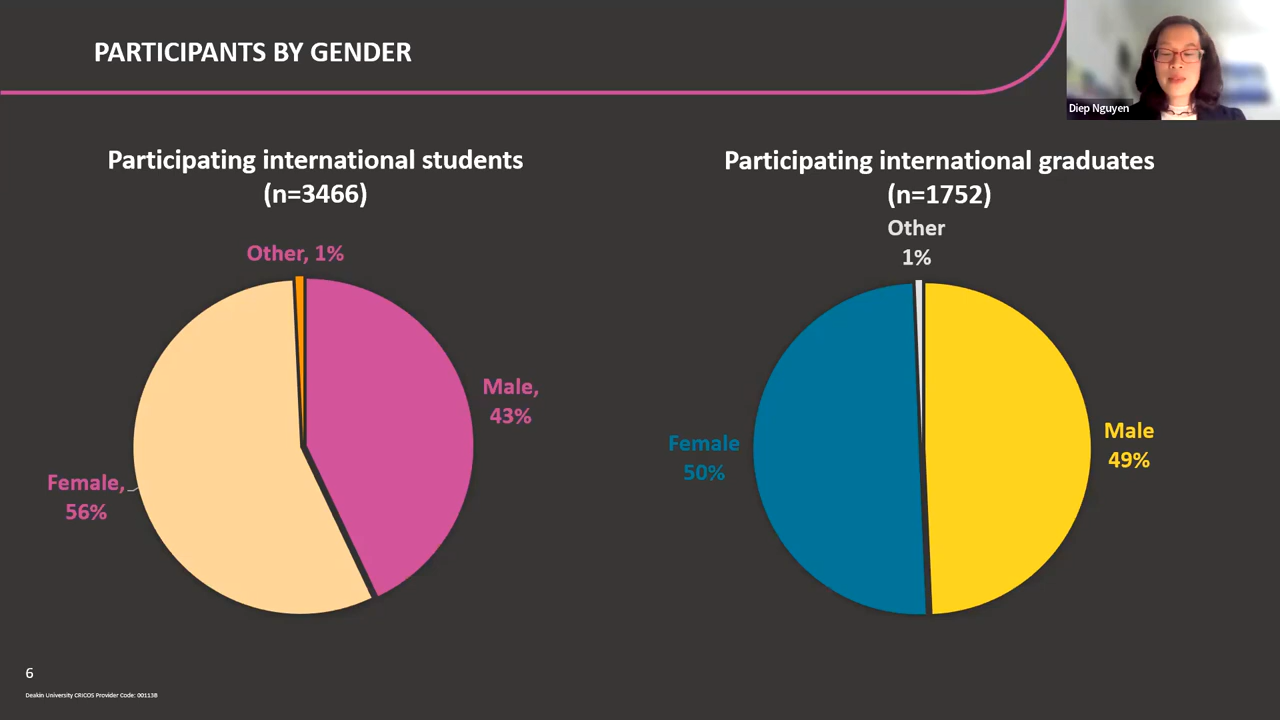 PARTICIPANTS BY GENDER
Diep Nguyen
Participating international students
(n=3466)
Other, 1%
Male,
43%
Female,
56%
Participating international graduates
(n=1752)
Other
1%
Female
50%
Male
49%
6
Deakin University CRICOS Provider Code: 00113B